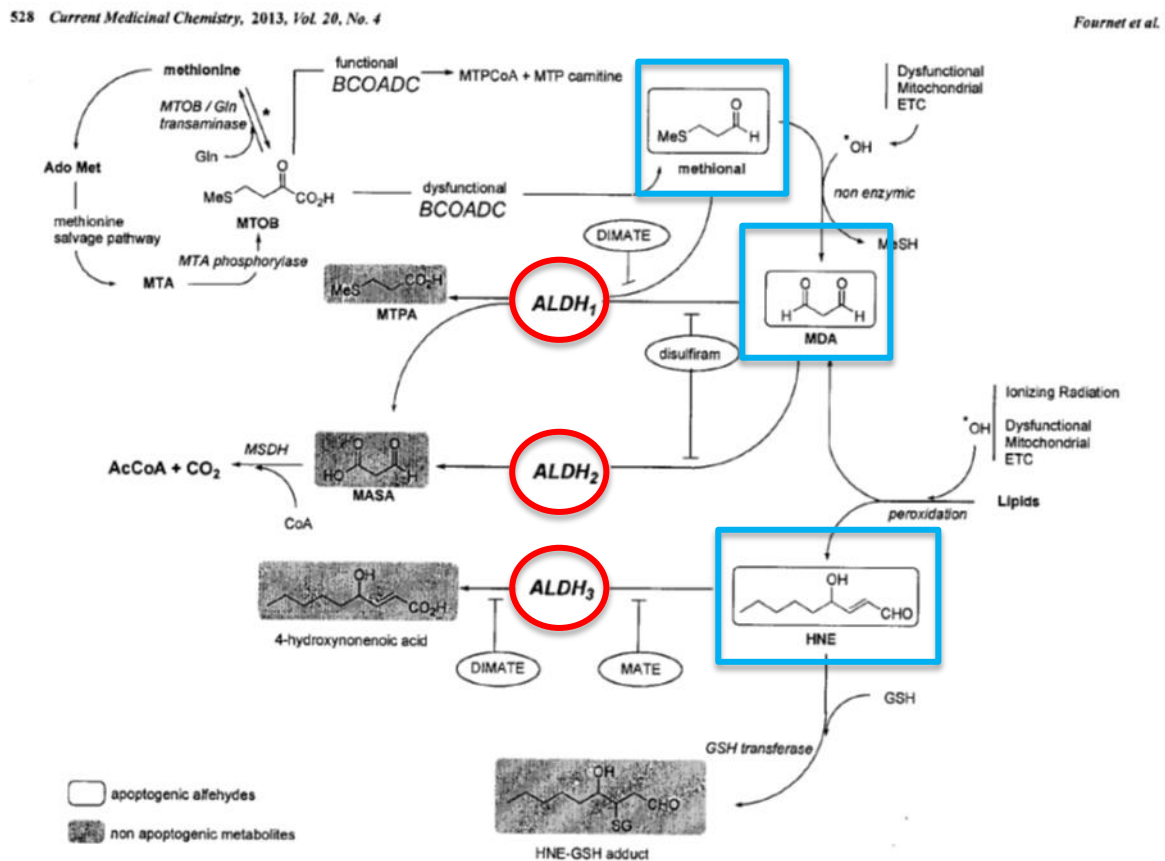 528 Current Medicinal Chemistry, 2013, Vol. 20, No. 4
Fournet et al.
methionine
functional
BCOADC
MTPCoA + MTP carnitine
MTOB / Gln
transaminase
*
Gln
Ado Met
O
MeS
CO₂H
MTOB
methionine
salvage pathway
MTA phosphorylase
MTA
dysfunctional
BCOADC
O
MeS
H
methional
Dysfunctional
Mitochondrial
ETC
*OH
non enzymic
MeSH
DIMATE
MeS
CO₂H
MTPA
ALDH₁
O O
H H
MDA
disulfiram
Ionizing Radiation
*OH
Dysfunctional
Mitochondrial
ETC
AcCoA + CO₂
MSDH
CoA
O O
HO H
MASA
ALDH₂
Lipids
peroxidation
OH
CO₂H
4-hydroxynonenoic acid
ALDH₃
DIMATE
MATE
OH
CHO
HNE
GSH
GSH transferase
OH
CHO
SG
HNE-GSH adduct
apoptogenic alfehydes
non apoptogenic metabolites